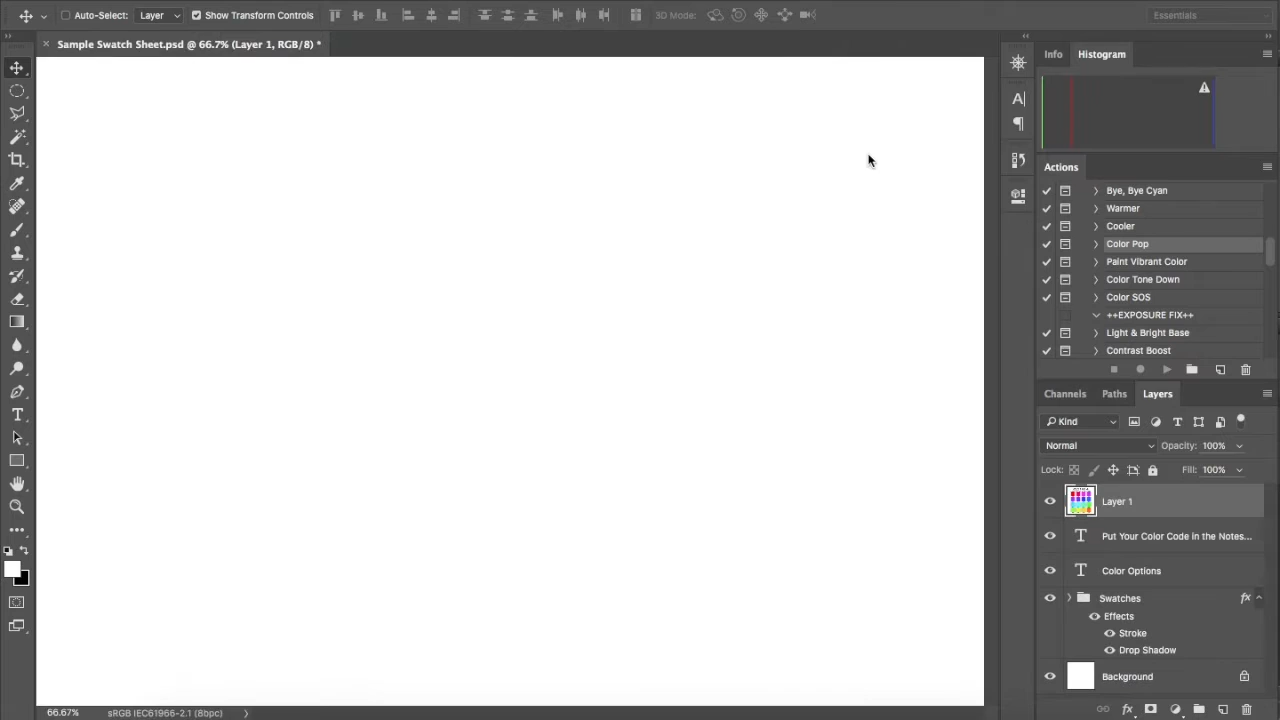 Auto-Select: Layer Show Transform Controls 3D Mode: Essentials
Sample Swatch Sheet.psd @ 66.7% (Layer 1, RGB/8) *
Info Histogram
Actions
Bye, Bye Cyan
Warmer
Cooler
Color Pop
Paint Vibrant Color
Color Tone Down
Color SOS
++EXPOSURE FIX++
Light & Bright Base
Contrast Boost
Channels Paths Layers
Kind
Normal Opacity: 100%
Lock: Fill: 100%
Layer 1
Put Your Color Code in the Notes...
Color Options
Swatches fx
Effects
Stroke
Drop Shadow
Background
66.67% sRGB IEC61966-2.1 (8bpc)
fx